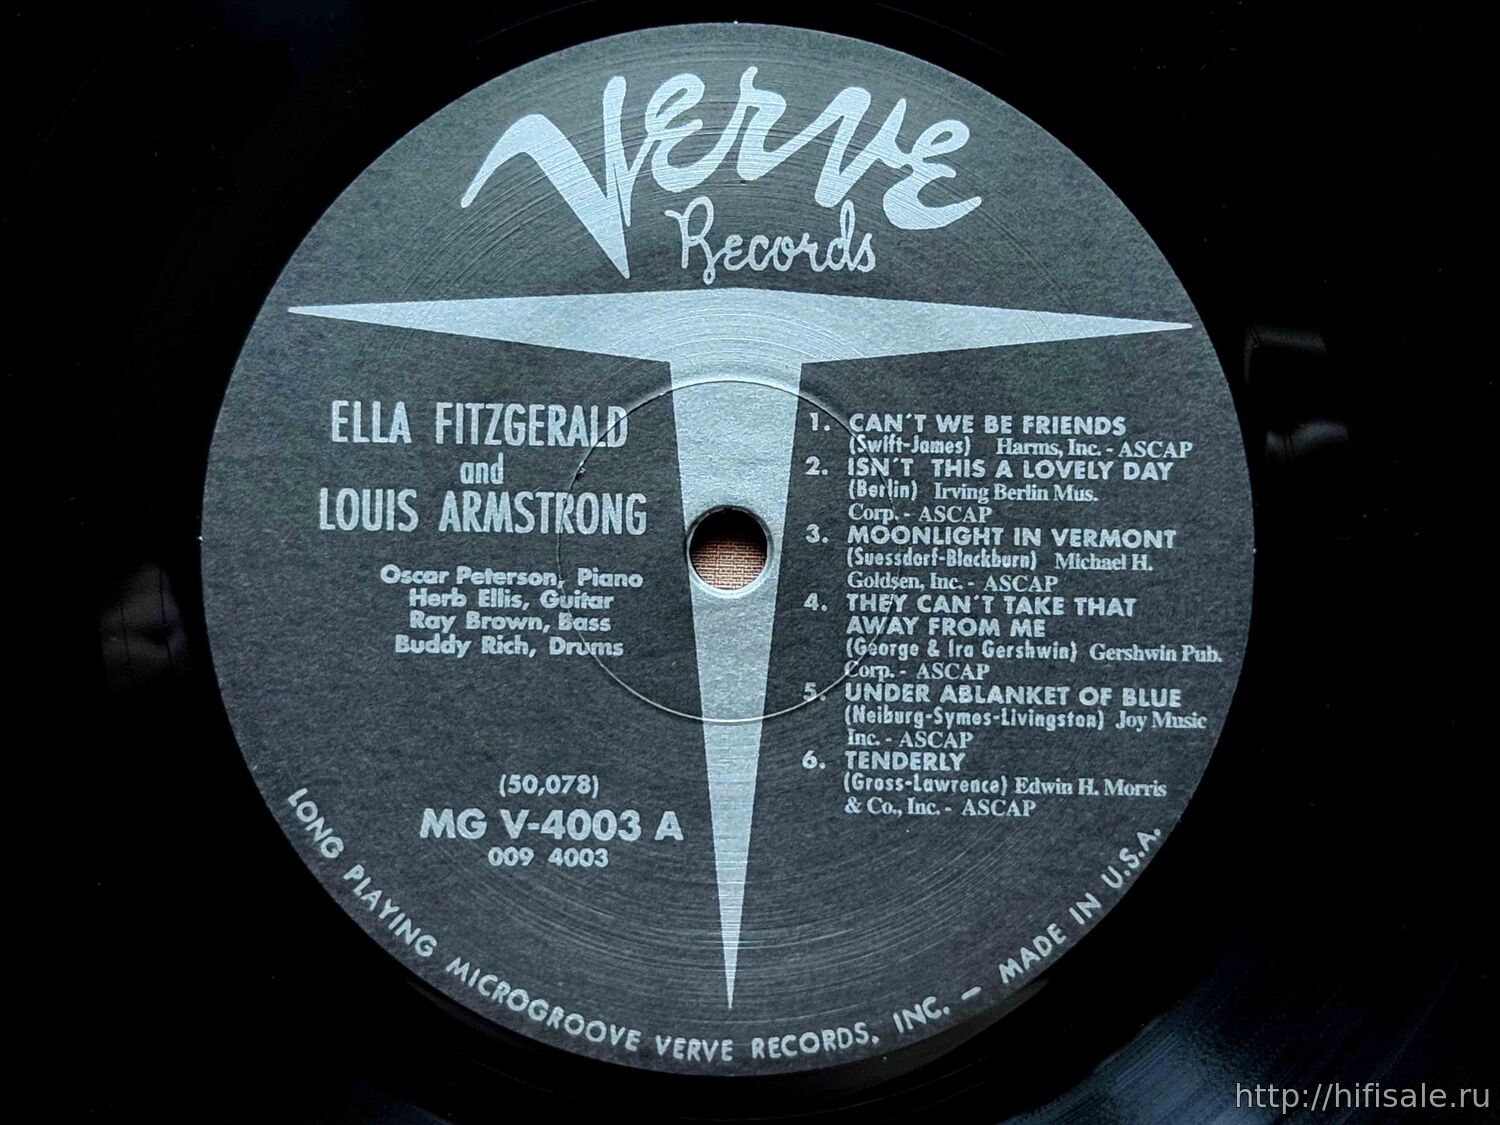 Verve
Records
ELLA FITZGERALD
and
LOUIS ARMSTRONG
Oscar Peterson, Piano
Herb Ellis, Guitar
Ray Brown, Bass
Buddy Rich, Drums
1. CAN'T WE BE FRIENDS
(Swift-James) Harms, Inc. - ASCAP
2. ISN'T THIS A LOVELY DAY
(Berlin) Irving Berlin Mus.
Corp. - ASCAP
3. MOONLIGHT IN VERMONT
(Suessdorf-Blackburn) Michael H.
Goldsen, Inc. - ASCAP
4. THEY CAN'T TAKE THAT
AWAY FROM ME
(George & Ira Gershwin) Gershwin Pub.
Corp. - ASCAP
5. UNDER ABLANKET OF BLUE
(Neiburg-Symes-Livingston) Joy Music
Inc. - ASCAP
6. TENDERLY
(Gross-Lawrence) Edwin H. Morris
& Co., Inc. - ASCAP
(50,078)
MG V-4003 A
009 4003
LONG PLAYING MICROGROOVE VERVE RECORDS, INC. — MADE IN U.S.A.
http://hifisale.ru